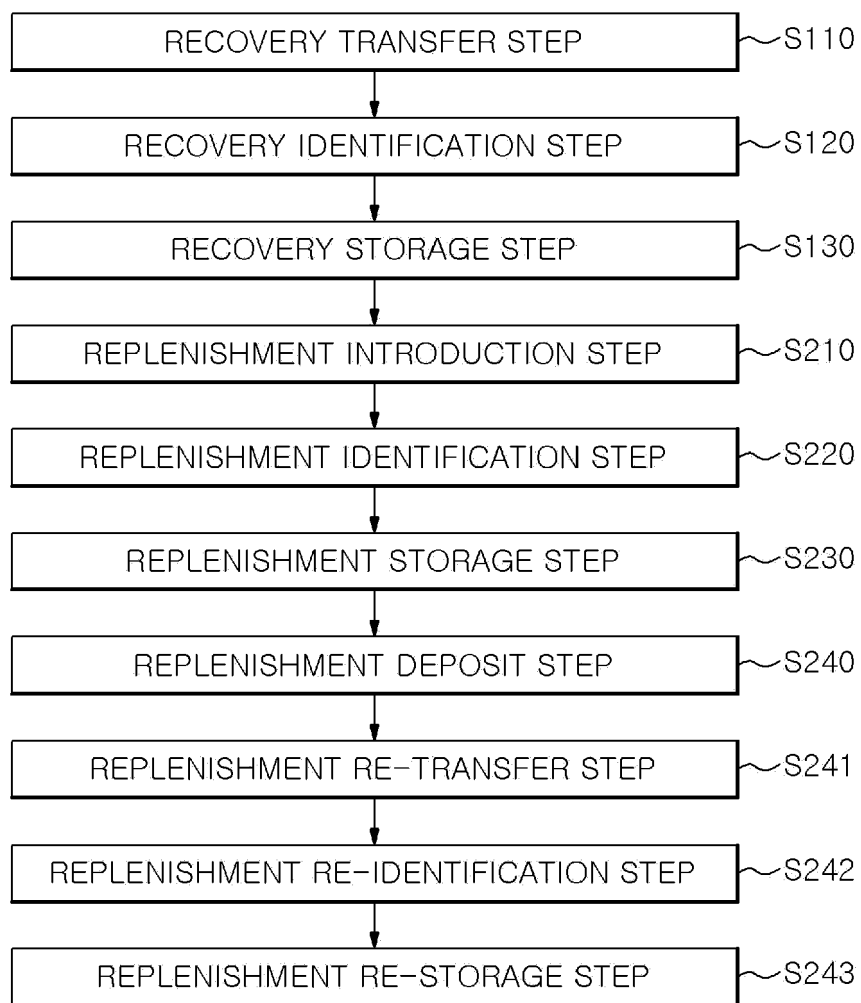 RECOVERY TRANSFER STEP S110
RECOVERY IDENTIFICATION STEP S120
RECOVERY STORAGE STEP S130
REPLENISHMENT INTRODUCTION STEP S210
REPLENISHMENT IDENTIFICATION STEP S220
REPLENISHMENT STORAGE STEP S230
REPLENISHMENT DEPOSIT STEP S240
REPLENISHMENT RE-TRANSFER STEP S241
REPLENISHMENT RE-IDENTIFICATION STEP S242
REPLENISHMENT RE-STORAGE STEP S243